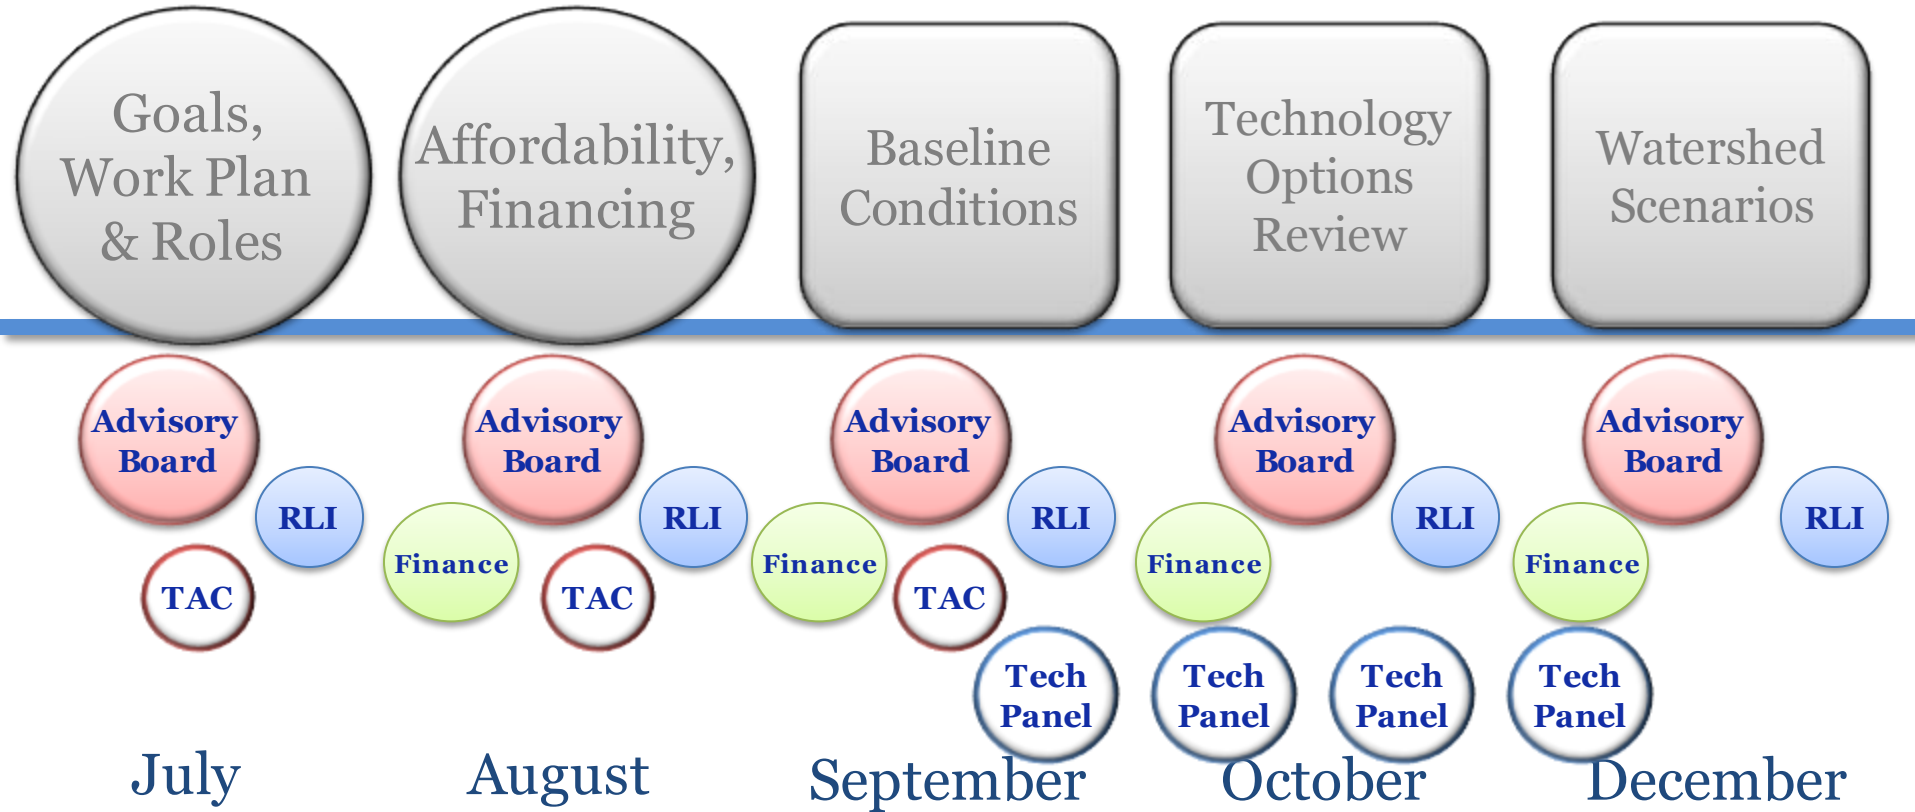 Goals,
Work Plan
& Roles
Affordability,
Financing
Baseline
Conditions
Technology
Options
Review
Watershed
Scenarios
Advisory
Board
RLI
TAC
Advisory
Board
RLI
Finance
TAC
Advisory
Board
RLI
Finance
TAC
Tech
Panel
Advisory
Board
RLI
Finance
Tech
Panel
Tech
Panel
Advisory
Board
RLI
Finance
Tech
Panel
July
August
September
October
December